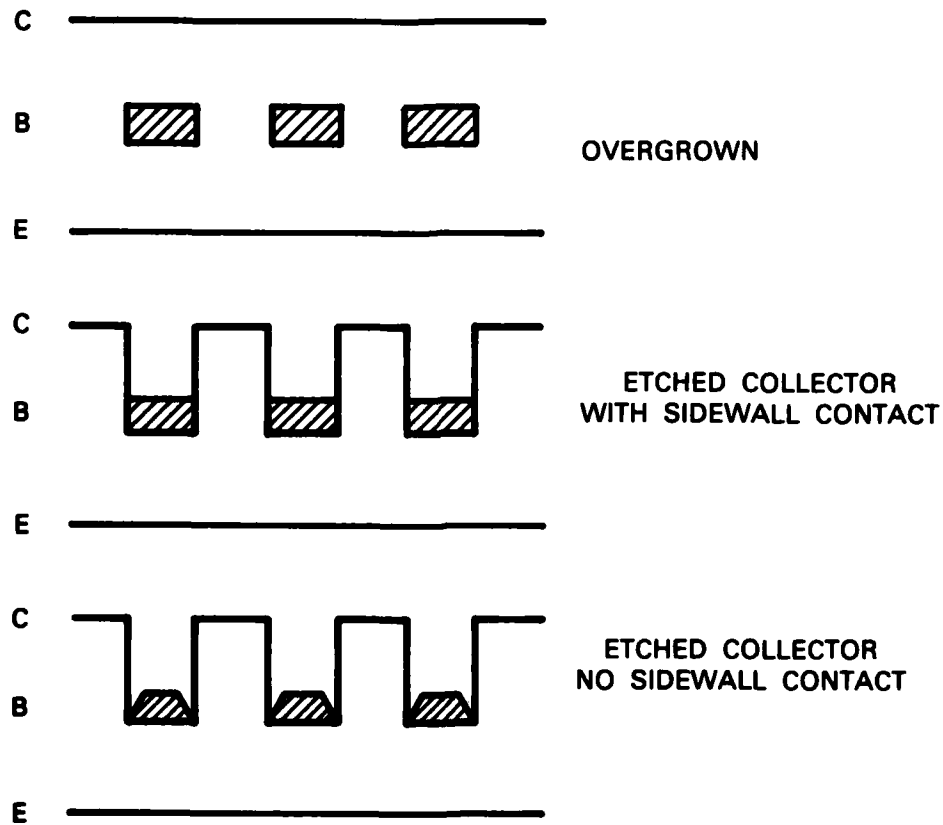 C
B
OVERGROWN
E
C
ETCHED COLLECTOR
B
WITH SIDEWALL CONTACT
E
C
ETCHED COLLECTOR
NO SIDEWALL CONTACT
B
E